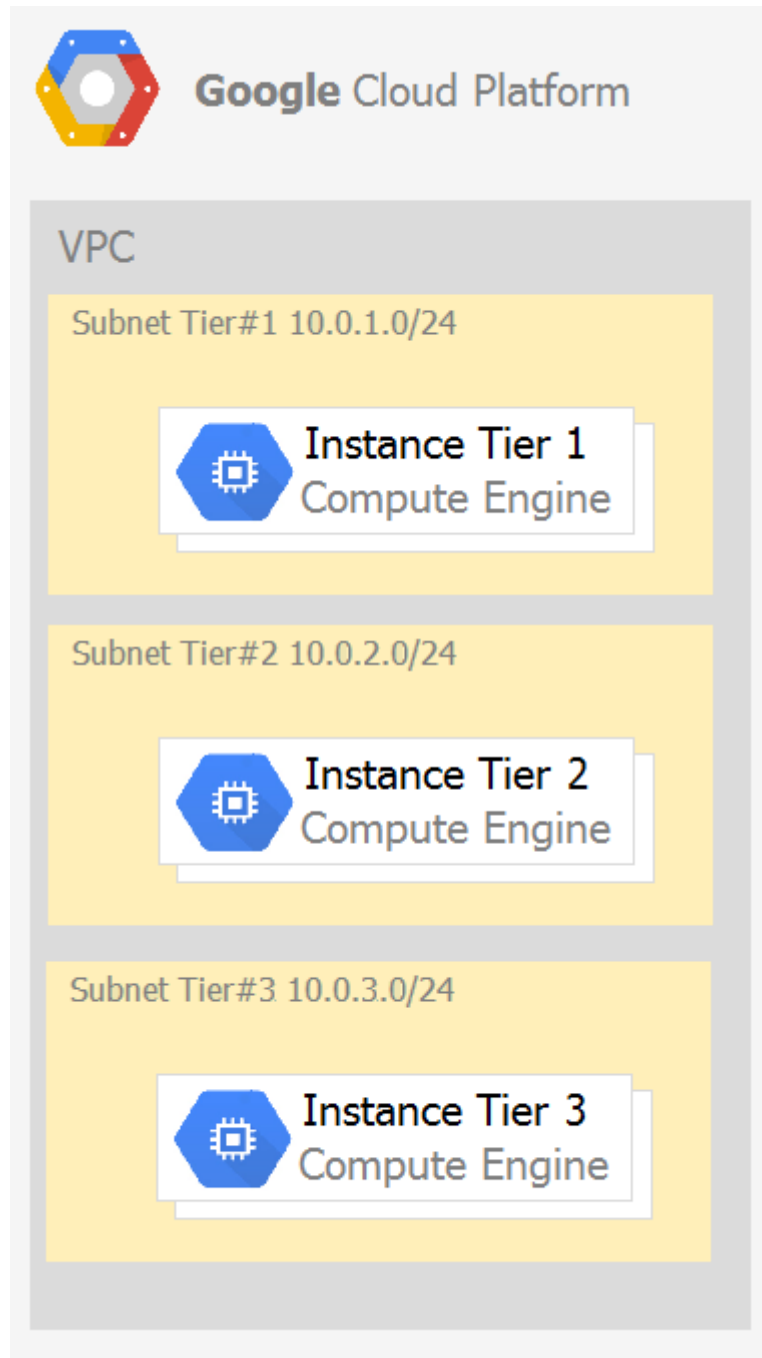 Google Cloud Platform
VPC
Subnet Tier#1 10.0.1.0/24
Instance Tier 1
Compute Engine
Subnet Tier#2 10.0.2.0/24
Instance Tier 2
Compute Engine
Subnet Tier#3 10.0.3.0/24
Instance Tier 3
Compute Engine